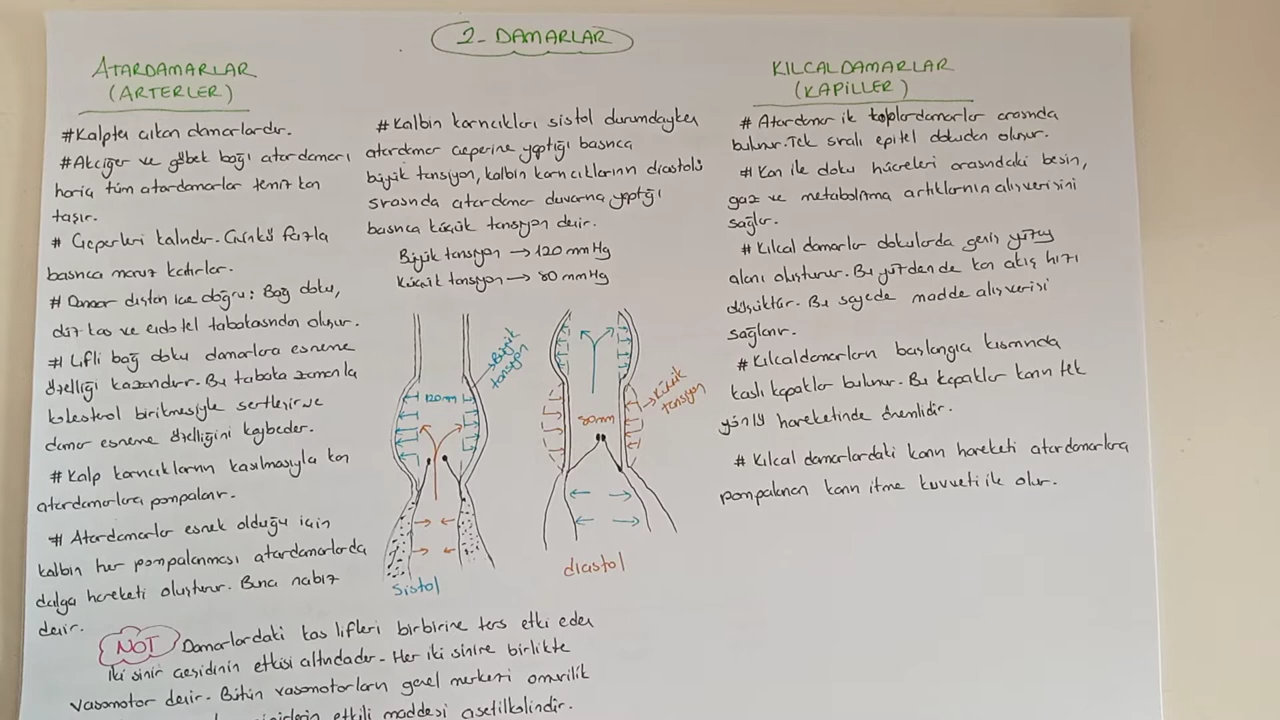 2- DAMARLAR
ATARDAMARLAR
(ARTERLER)
#Kalpten çıkan damarlardır.
#Akciğer ve göbek bağı atardamarı
hariç tüm atardamarlar temiz kan
taşır.
# Çeperleri kalındır. Çünkü fazla
basınca maruz kalırlar.
# Damar dıştan içe doğru: Bağ doku,
düz kas ve endotel tabakasından oluşur.
# Lifli bağ doku damarlara esneme
özelliği kazandırır. Bu tabaka zamanla
kolesterol birikmesiyle sertleşir ve
damar esneme özelliğini kaybeder.
# Kalp karıncıklarının kasılmasıyla kan
atardamarlara pompalanır.
# Atardamarlar esnek olduğu için
kalbin her pompalanması atardamarlarda
dalga hareketi oluşturur. Buna nabız
denir.
# Kalbin karıncıkları sistol durumdayken
atardamar çeperine yaptığı basınca
büyük tansiyon, kalbin karıncıklarının diastolü
sırasında atardamar duvarına yaptığı
basınca küçük tansiyon denir.
Büyük tansiyon → 120 mmHg
Küçük tansiyon → 80 mmHg
→ Büyük
tansiyon
120mm
Sistol
→ Küçük
tansiyon
80mm
diastol
KILCAL DAMARLAR
(KAPİLLER)
# Atardamar ile toplardamarlar arasında
bulunur. Tek sıralı epitel dokudan oluşur.
# Kan ile doku hücreleri arasındaki besin,
gaz ve metabolizma artıklarının alışverişini
sağlar.
# Kılcal damarlar dokularda geniş yüzey
alanı oluşturur. Bu yüzden de kan akış hızı
düşüktür. Bu sayede madde alışverişi
sağlanır.
# Kılcaldamarların başlangıç kısmında
kaslı kapaklar bulunur. Bu kapaklar kanın tek
yönlü hareketinde önemlidir.
# Kılcal damarlardaki kanın hareketi atardamarlara
pompalanan kanın itme kuvveti ile olur.
NOT Damarlardaki kas lifleri birbirine ters etki eden
iki sinir çeşidinin etkisi altındadır. Her iki sinire birlikte
vasomotor denir. Bütün vasomotorların genel merkezi omurilik
sinirlerin etkili maddesi asetilkolindir.